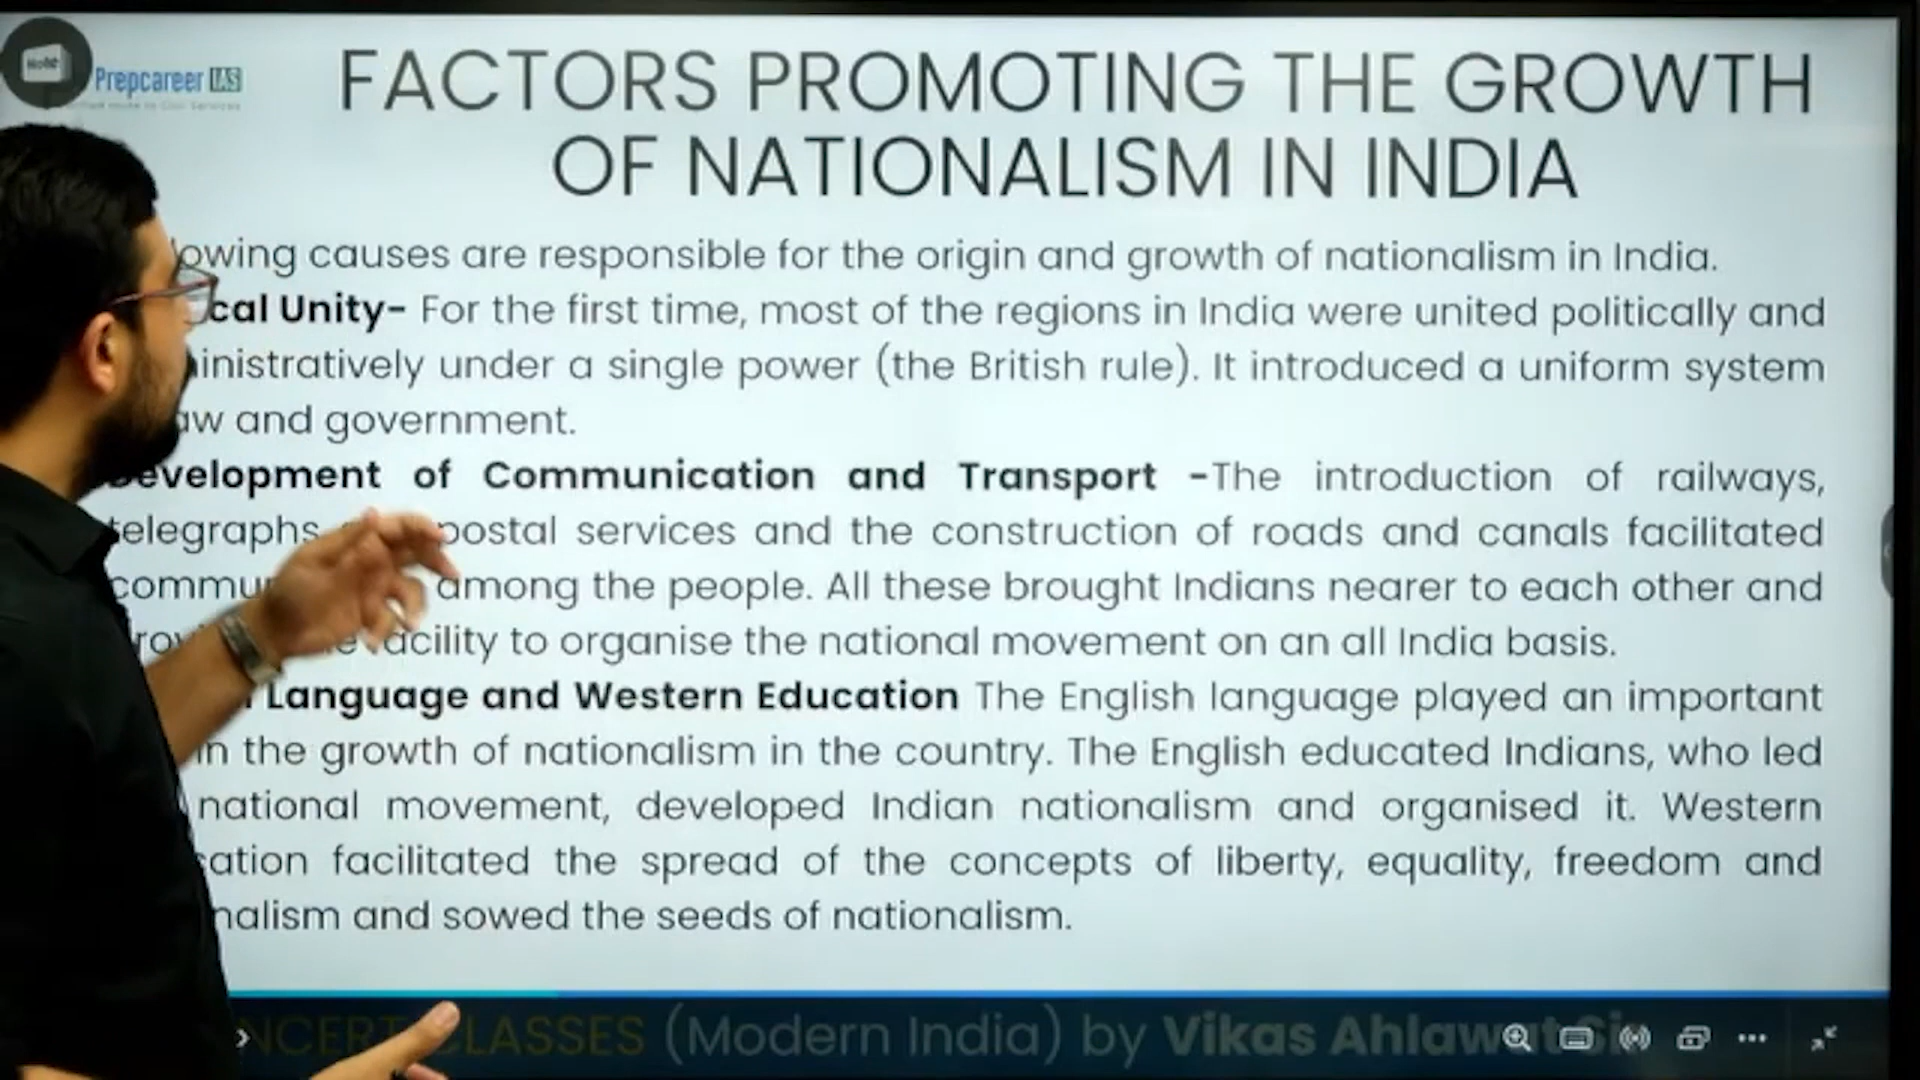 Note
Prepcareer IAS
FACTORS PROMOTING THE GROWTH
OF NATIONALISM IN INDIA
causes are responsible for the origin and growth of nationalism in India.
Unity- For the first time, most of the regions in India were united politically and
under a single power (the British rule). It introduced a uniform system
and government.
Development of Communication and Transport -The introduction of railways,
telegraphs postal services and the construction of roads and canals facilitated
among the people. All these brought Indians nearer to each other and
to organise the national movement on an all India basis.
Language and Western Education The English language played an important
in the growth of nationalism in the country. The English educated Indians, who led
national movement, developed Indian nationalism and organised it. Western
facilitated the spread of the concepts of liberty, equality, freedom and
and sowed the seeds of nationalism.
CLASSES (Modern India) by Vikas Ahlawat